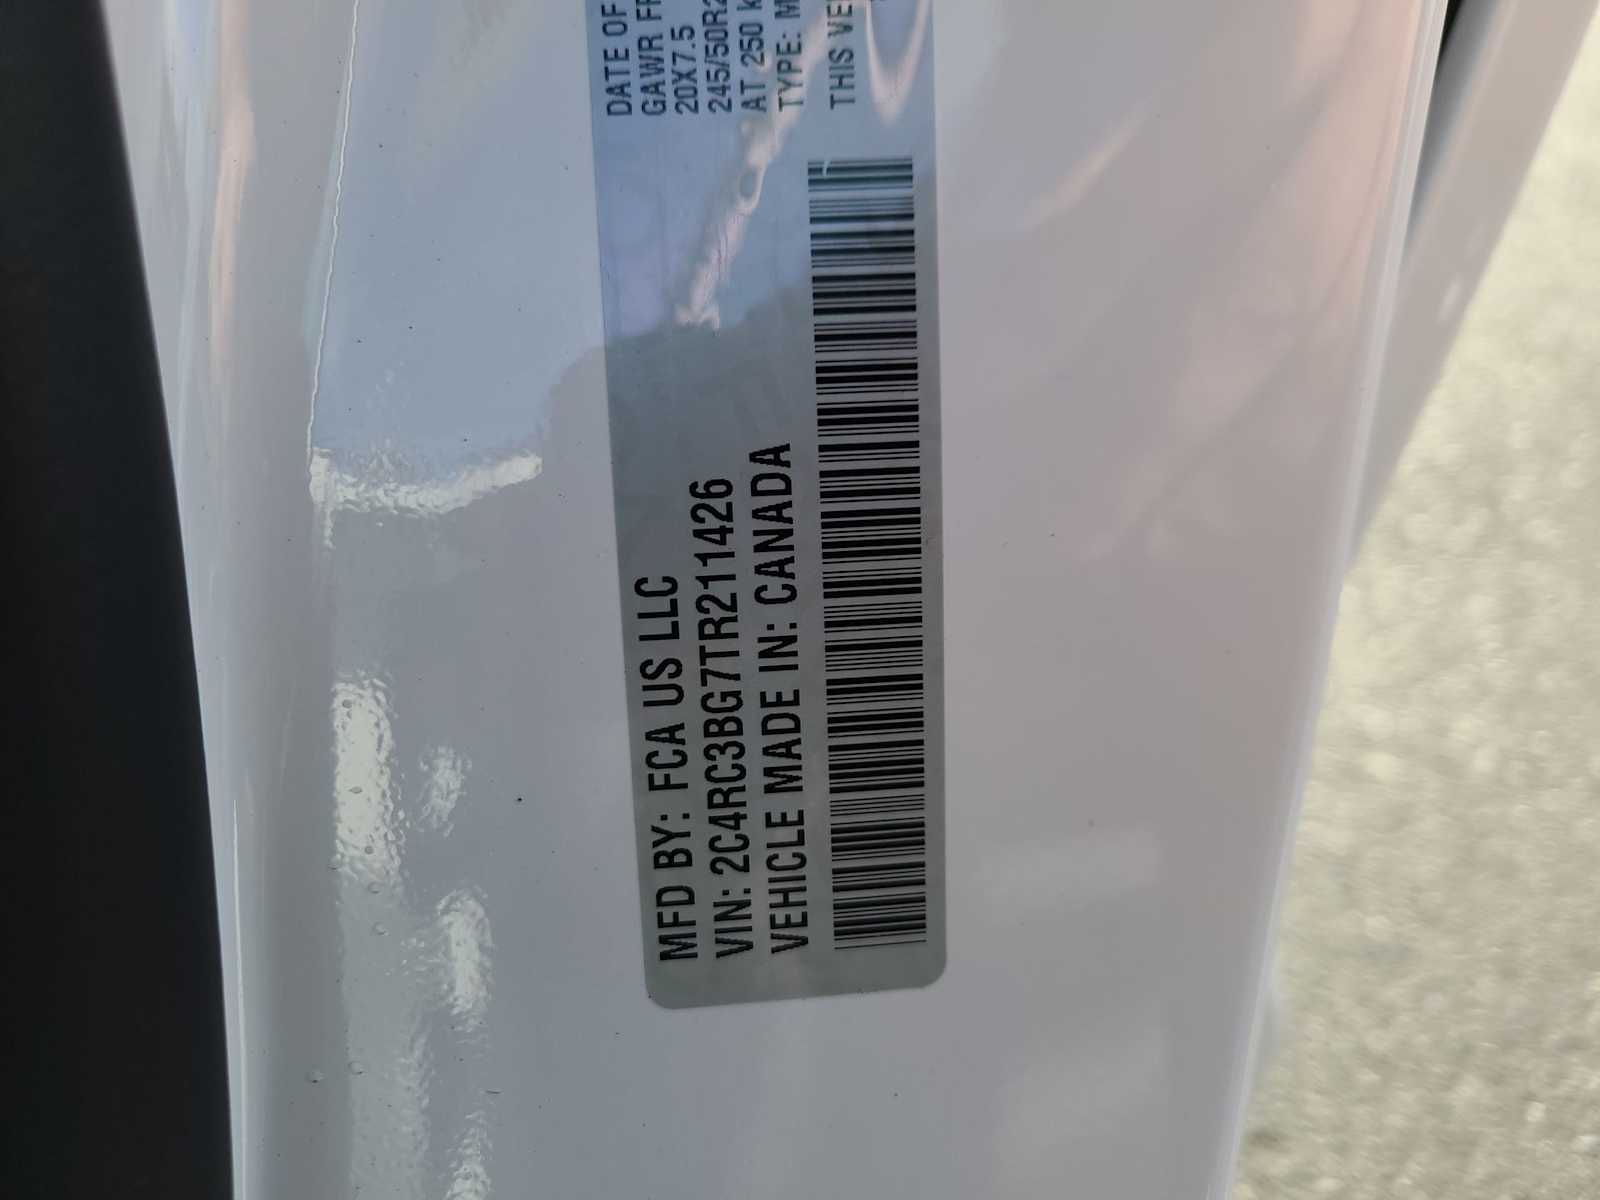 MFD BY: FCA US LLC
VIN: 2C4RC3BG7TR211426
VEHICLE MADE IN: CANADA
DATE OF
GAWR
20X7.5
245/50R2
AT 250
TYPE: M
THIS VE